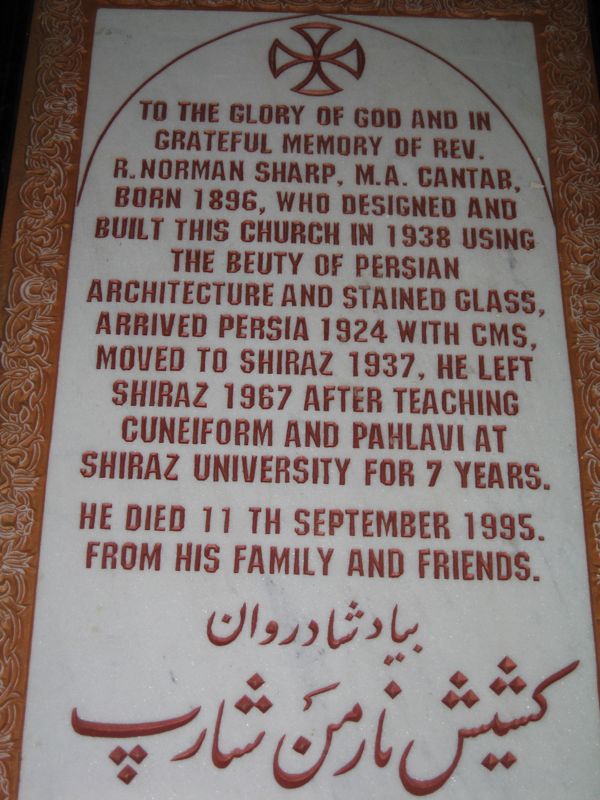 TO THE GLORY OF GOD AND IN
GRATEFUL MEMORY OF REV.
R.NORMAN SHARP, M.A. CANTAB,
BORN 1896, WHO DESIGNED AND
BUILT THIS CHURCH IN 1938 USING
THE BEUTY OF PERSIAN
ARCHITECTURE AND STAINED GLASS,
ARRIVED PERSIA 1924 WITH CMS,
MOVED TO SHIRAZ 1937, HE LEFT
SHIRAZ 1967 AFTER TEACHING
CUNEIFORM AND PAHLAVI AT
SHIRAZ UNIVERSITY FOR 7 YEARS.
HE DIED 11 TH SEPTEMBER 1995.
FROM HIS FAMILY AND FRIENDS.
بیاد شادروان
کشیش نارمن شارپ